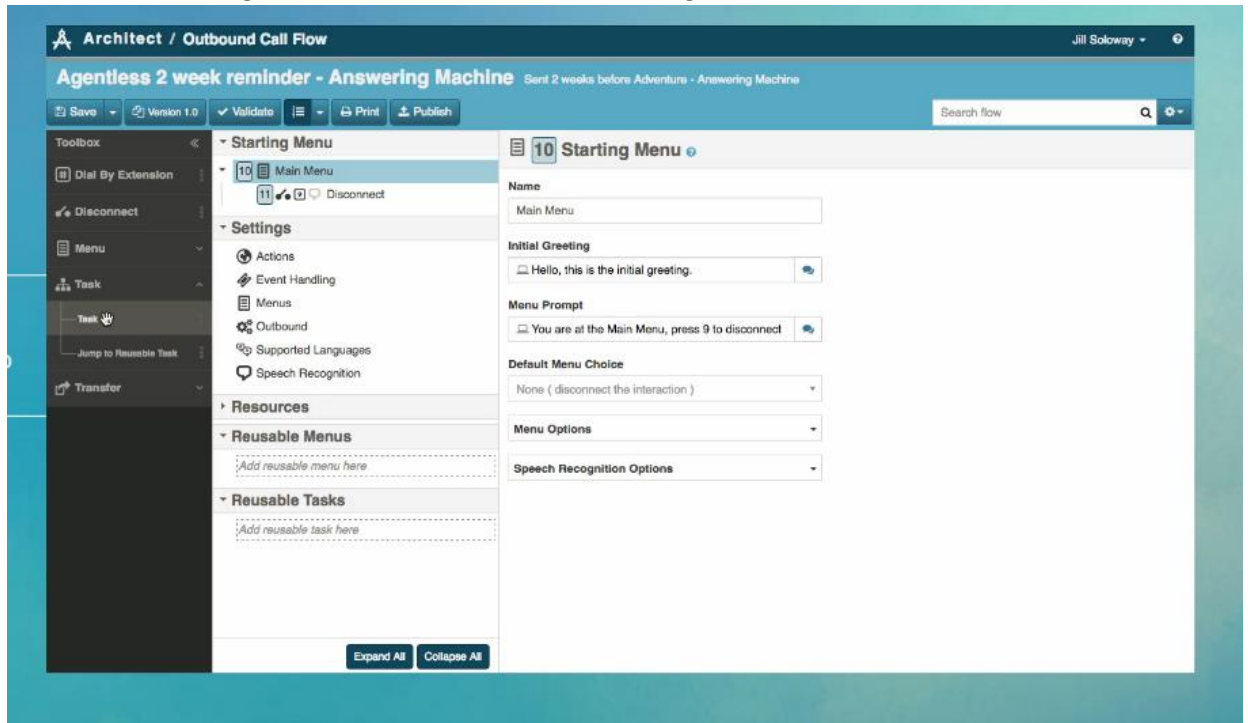 Architect / Outbound Call Flow
Jill Soloway
Agentless 2 week reminder - Answering Machine Sent 2 weeks before Adventure - Answering Machine
Save Version 1.0 Validate Print Publish
Search flow
Toolbox
Dial By Extension
Disconnect
Menu
Task
Task
Jump to Reusable Task
Transfer
Starting Menu
10 Main Menu
11 Disconnect
Settings
Actions
Event Handling
Menus
Outbound
Supported Languages
Speech Recognition
Resources
Reusable Menus
Add reusable menu here
Reusable Tasks
Add reusable task here
Expand All Collapse All
10 Starting Menu
Name
Main Menu
Initial Greeting
Hello, this is the initial greeting.
Menu Prompt
You are at the Main Menu, press 9 to disconnect
Default Menu Choice
None ( disconnect the interaction )
Menu Options
Speech Recognition Options